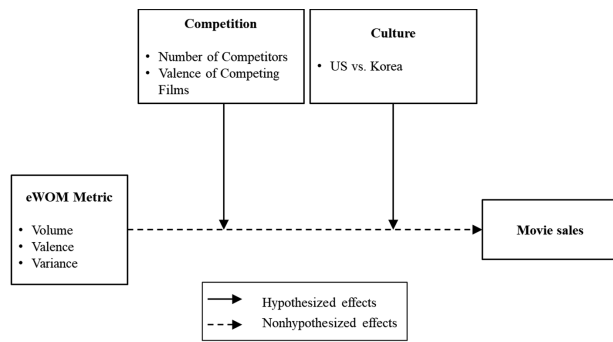 Competition
• Number of Competitors
• Valence of Competing
Films
Culture
• US vs. Korea
eWOM Metric
• Volume
• Valence
• Variance
Movie sales
Hypothesized effects
Nonhypothesized effects